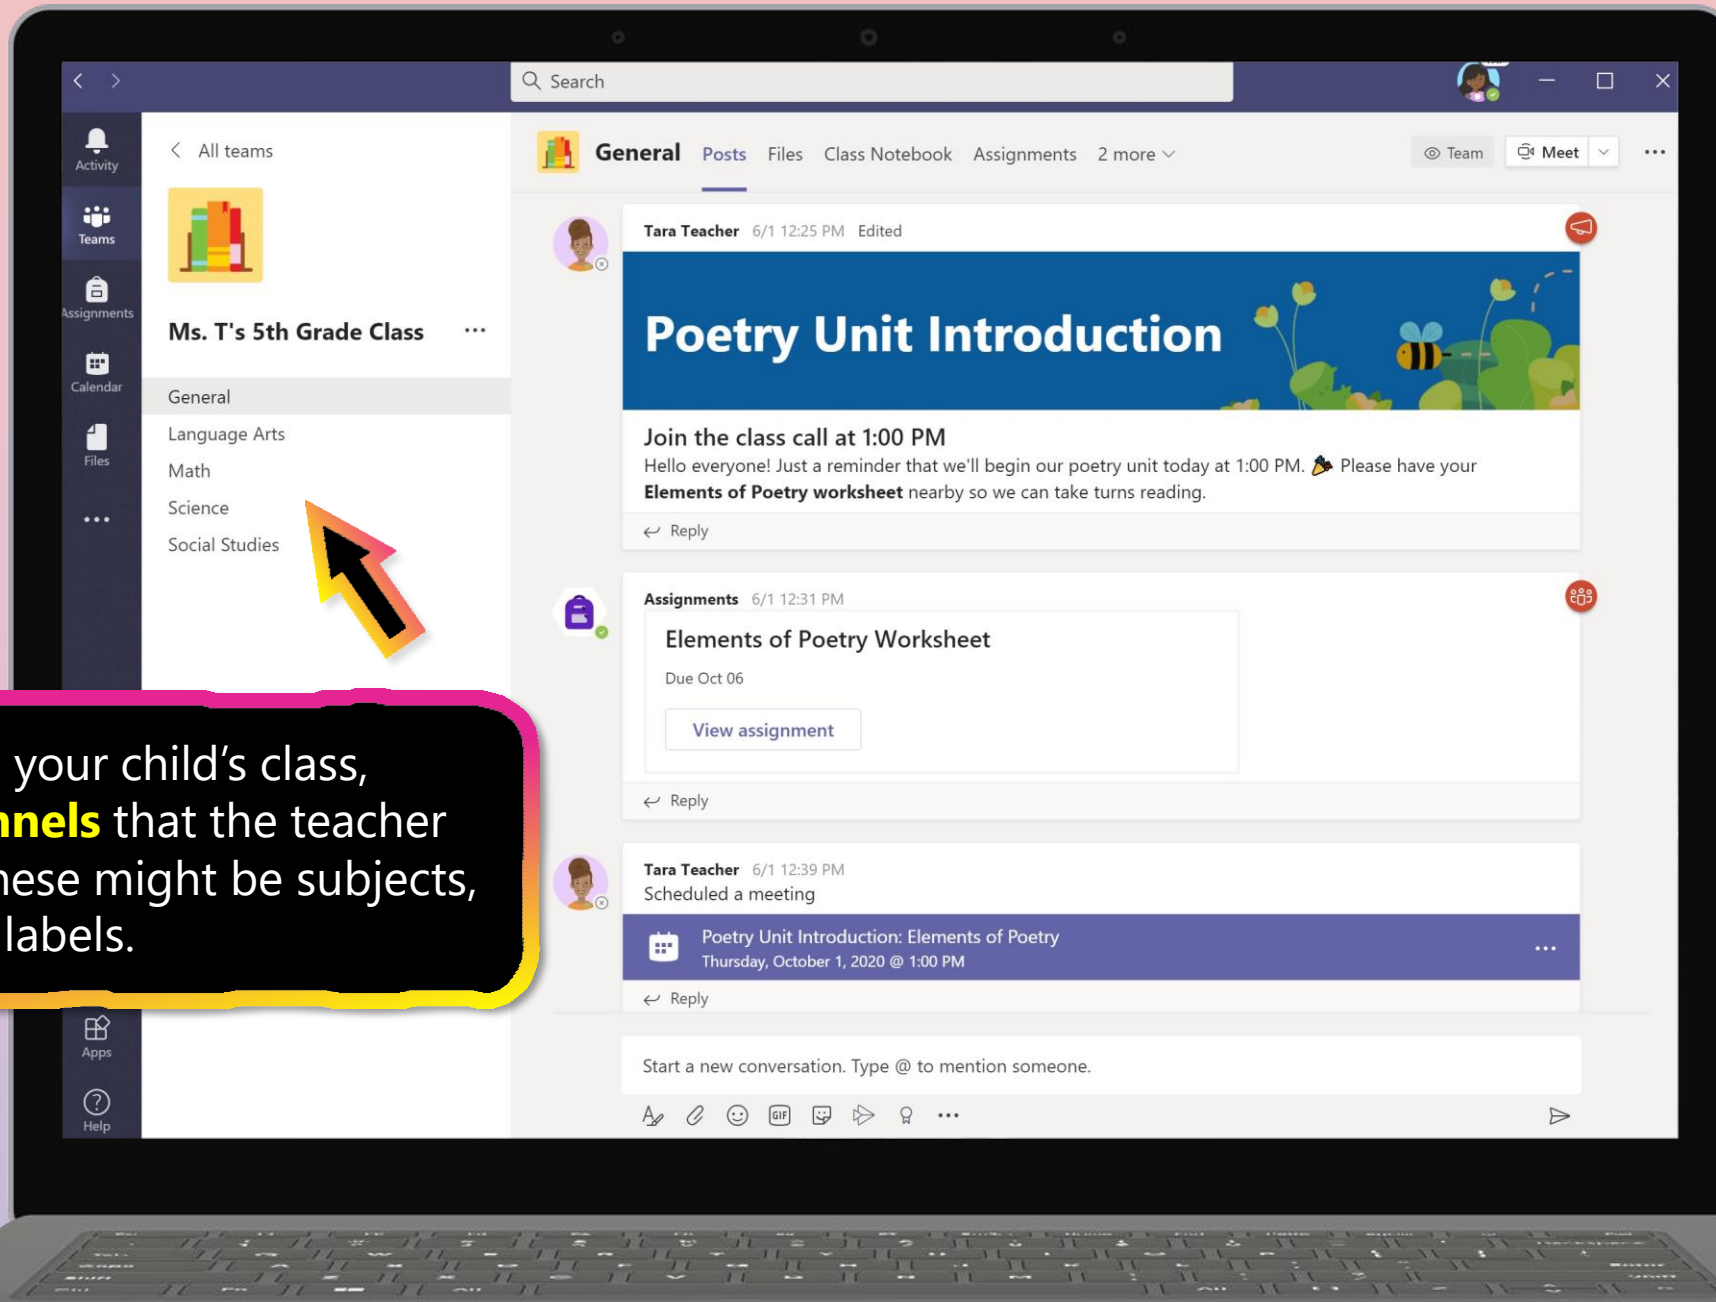 Search
Activity
Teams
Assignments
Calendar
Files
Apps
Help
All teams
Ms. T's 5th Grade Class
General
Language Arts
Math
Science
Social Studies
your child’s class,
nnels that the teacher
hese might be subjects,
labels.
General Posts Files Class Notebook Assignments 2 more
Team
Meet
Tara Teacher 6/1 12:25 PM Edited
Poetry Unit Introduction
Join the class call at 1:00 PM
Hello everyone! Just a reminder that we'll begin our poetry unit today at 1:00 PM. 🎉 Please have your
Elements of Poetry worksheet nearby so we can take turns reading.
Reply
Assignments 6/1 12:31 PM
Elements of Poetry Worksheet
Due Oct 06
View assignment
Reply
Tara Teacher 6/1 12:39 PM
Scheduled a meeting
Poetry Unit Introduction: Elements of Poetry
Thursday, October 1, 2020 @ 1:00 PM
Reply
Start a new conversation. Type @ to mention someone.
GIF